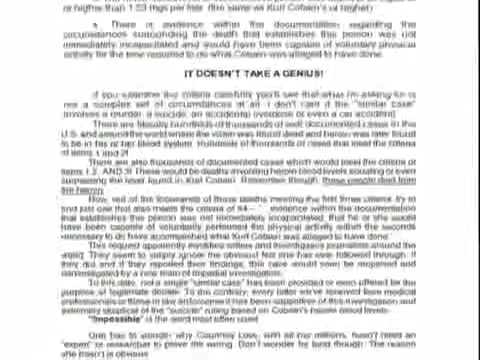 or higher than 1.53 mgs per liter (the same as Kurt Cobain's or higher)
There is evidence within the documentation regarding the
circumstances surrounding the death that establishes this person was not
immediately incapacitated and would have been capable of voluntary physical
activity for the time required to do what Cobain was alleged to have done.
IT DOESN'T TAKE A GENIUS!
If you examine this criteria carefully you'll see that what I'm asking for is
not a complex set of circumstances at all. I don't care if the "similar case"
involves a murder, a suicide, an accidental overdose or even a car accident!
There are literally hundreds of thousands of well documented cases in the
U.S. and around the world where the victim was found dead and heroin was later found
to be in his or her blood system. Hundreds of thousands of cases that meet the criteria
of items 1 and 2!
There are also thousands of documented cases which would meet the criteria of
items 1, 2, AND 3! These would be deaths involving heroin blood levels equaling or even
surpassing the level found in Kurt Cobain. Remember though, these people died from
the heroin.
Now, out of the thousands of those deaths meeting the first three criteria, try to
find just one that also meets the criteria of #4--" evidence within the documentation
that establishes the person was not immediately incapacitated, that he or she would
have been capable of voluntarily performed this physical activity within the seconds
necessary to do have accomplished what Kurt Cobain was alleged to have done."
This request apparently mystifies writers and investigative journalists around the
world. They seem to simply ignore the obvious! Not one has ever followed through. If
they did and if they reported their findings, this case would soon be reopened and
reinvestigated by a new team of impartial investigators.
To this date, not a single "similar case" has been provided or even offered for the
purpose of legitimate debate. To the contrary, every letter we've received from medical
professionals or those in law enforcement has been supportive of this investigation and
extremely skeptical of the "suicide" ruling based on Cobain's heroin blood levels.
"Impossible" is the word most often used.
One has to wonder why Courtney Love, with all her millions, hasn't hired an
"expert" or researcher to prove me wrong. Don't wonder for long though. The reason
she hasn't is obvious.